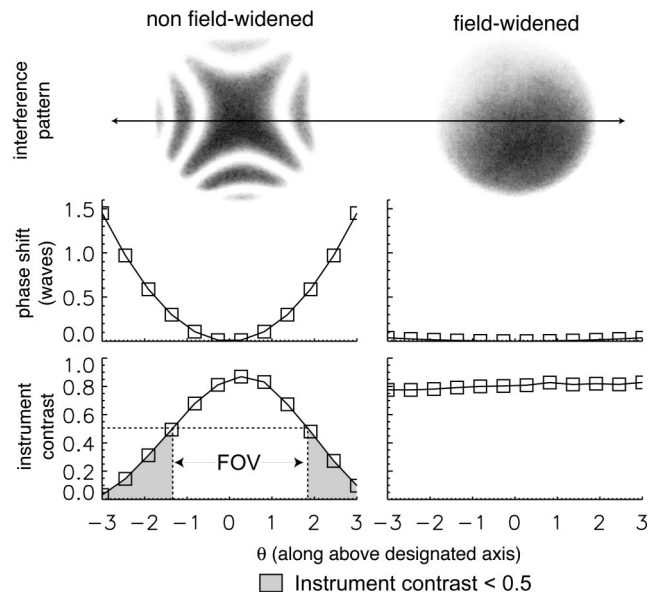 non field-widened
field-widened
interference
pattern
phase shift
(waves)
1.5
1.0
0.5
0.0
instrument
contrast
1.0
0.8
0.6
0.4
0.2
0.0
FOV
−3 −2 −1 0 1 2 3
−3 −2 −1 0 1 2 3
θ (along above designated axis)
Instrument contrast < 0.5